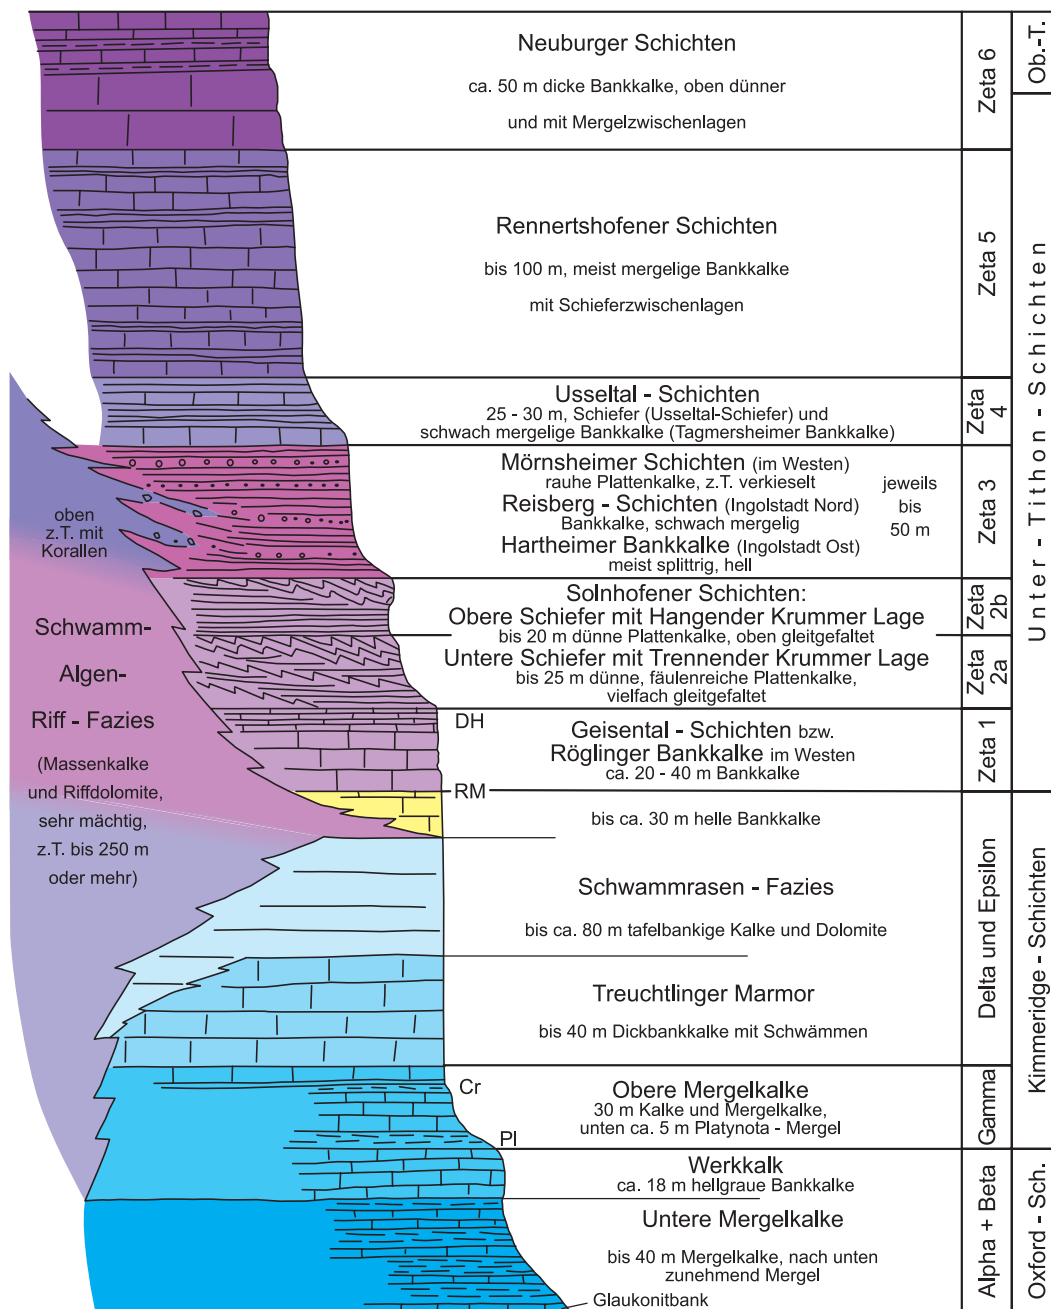 Neuburger Schichten
ca. 50 m dicke Bankkalke, oben dünner
und mit Mergelzwischenlagen
Zeta 6
Ob.-T.
Rennertshofener Schichten
bis 100 m, meist mergelige Bankkalke
mit Schieferzwischenlagen
Zeta 5
Unter - Tithon - Schichten
Usseltal - Schichten
25 - 30 m, Schiefer (Usseltal-Schiefer) und
schwach mergelige Bankkalke (Tagmersheimer Bankkalke)
Zeta
4
Mörnsheimer Schichten (im Westen)
rauhe Plattenkalke, z.T. verkieselt
Reisberg - Schichten (Ingolstadt Nord)
Bankkalke, schwach mergelig
Hartheimer Bankkalke (Ingolstadt Ost)
meist splittrig, hell
jeweils
bis
50 m
Zeta 3
oben
z.T. mit
Korallen
Solnhofener Schichten:
Obere Schiefer mit Hangender Krummer Lage
bis 20 m dünne Plattenkalke, oben gleitgefaltet
Zeta
2b
Untere Schiefer mit Trennender Krummer Lage
bis 25 m dünne, fäulenreiche Plattenkalke,
vielfach gleitgefaltet
Zeta
2a
Schwamm-
Algen-
Riff - Fazies
(Massenkalke
und Riffdolomite,
sehr mächtig,
z.T. bis 250 m
oder mehr)
DH
Geisental - Schichten bzw.
Röglinger Bankkalke im Westen
ca. 20 - 40 m Bankkalke
Zeta 1
RM
bis ca. 30 m helle Bankkalke
Schwammrasen - Fazies
bis ca. 80 m tafelbankige Kalke und Dolomite
Treuchtlinger Marmor
bis 40 m Dickbankkalke mit Schwämmen
Delta und Epsilon
Kimmeridge - Schichten
Cr
Obere Mergelkalke
30 m Kalke und Mergelkalke,
unten ca. 5 m Platynota - Mergel
Gamma
Pl
Werkkalk
ca. 18 m hellgraue Bankkalke
Untere Mergelkalke
bis 40 m Mergelkalke, nach unten
zunehmend Mergel
Glaukonitbank
Alpha + Beta
Oxford - Sch.